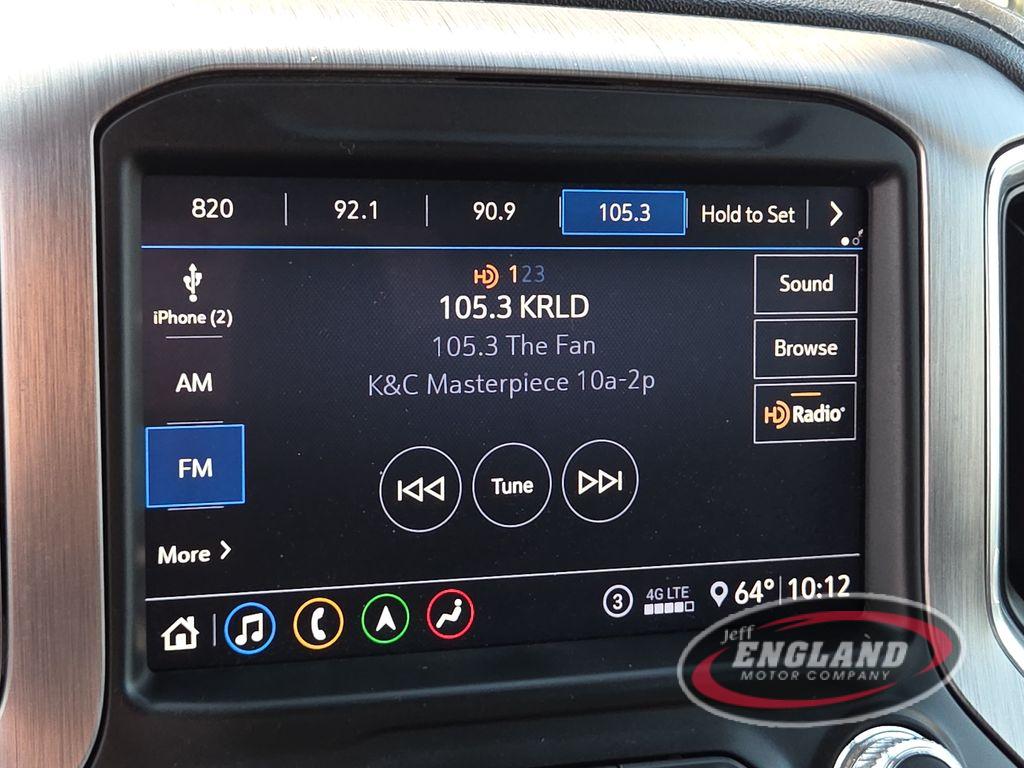 820 92.1 90.9 105.3 Hold to Set
HD 123
105.3 KRLD
105.3 The Fan
K&C Masterpiece 10a-2p
iPhone (2)
AM
FM
More
Sound
Browse
HD Radio
Tune
3 4G LTE 64° 10:12
Jeff
ENGLAND
MOTOR COMPANY